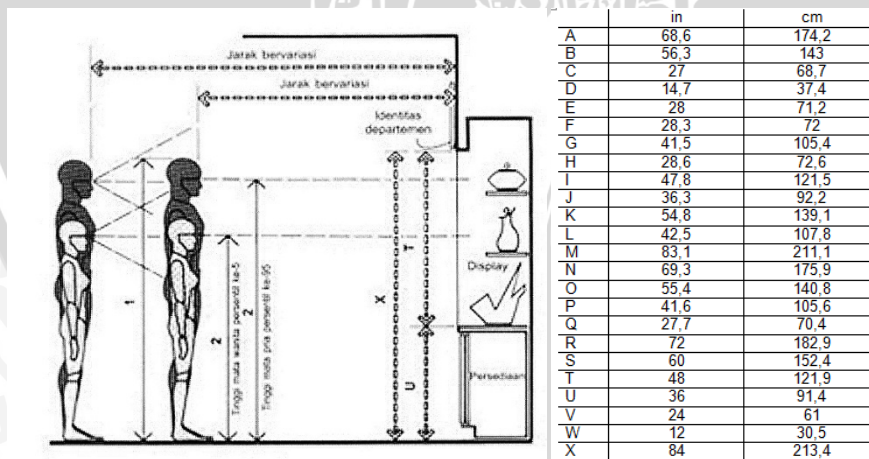 Jarak bervariasi
Jarak bervariasi
Identitas
departemen
1
2
Tinggi mata wanita persentil ke-5
2
Tinggi mata pria persentil ke-95
X
T
U
Display
Persediaan
in cm
A 68,6 174,2
B 56,3 143
C 27 68,7
D 14,7 37,4
E 28 71,2
F 28,3 72
G 41,5 105,4
H 28,6 72,6
I 47,8 121,5
J 36,3 92,2
K 54,8 139,1
L 42,5 107,8
M 83,1 211,1
N 69,3 175,9
O 55,4 140,8
P 41,6 105,6
Q 27,7 70,4
R 72 182,9
S 60 152,4
T 48 121,9
U 36 91,4
V 24 61
W 12 30,5
X 84 213,4